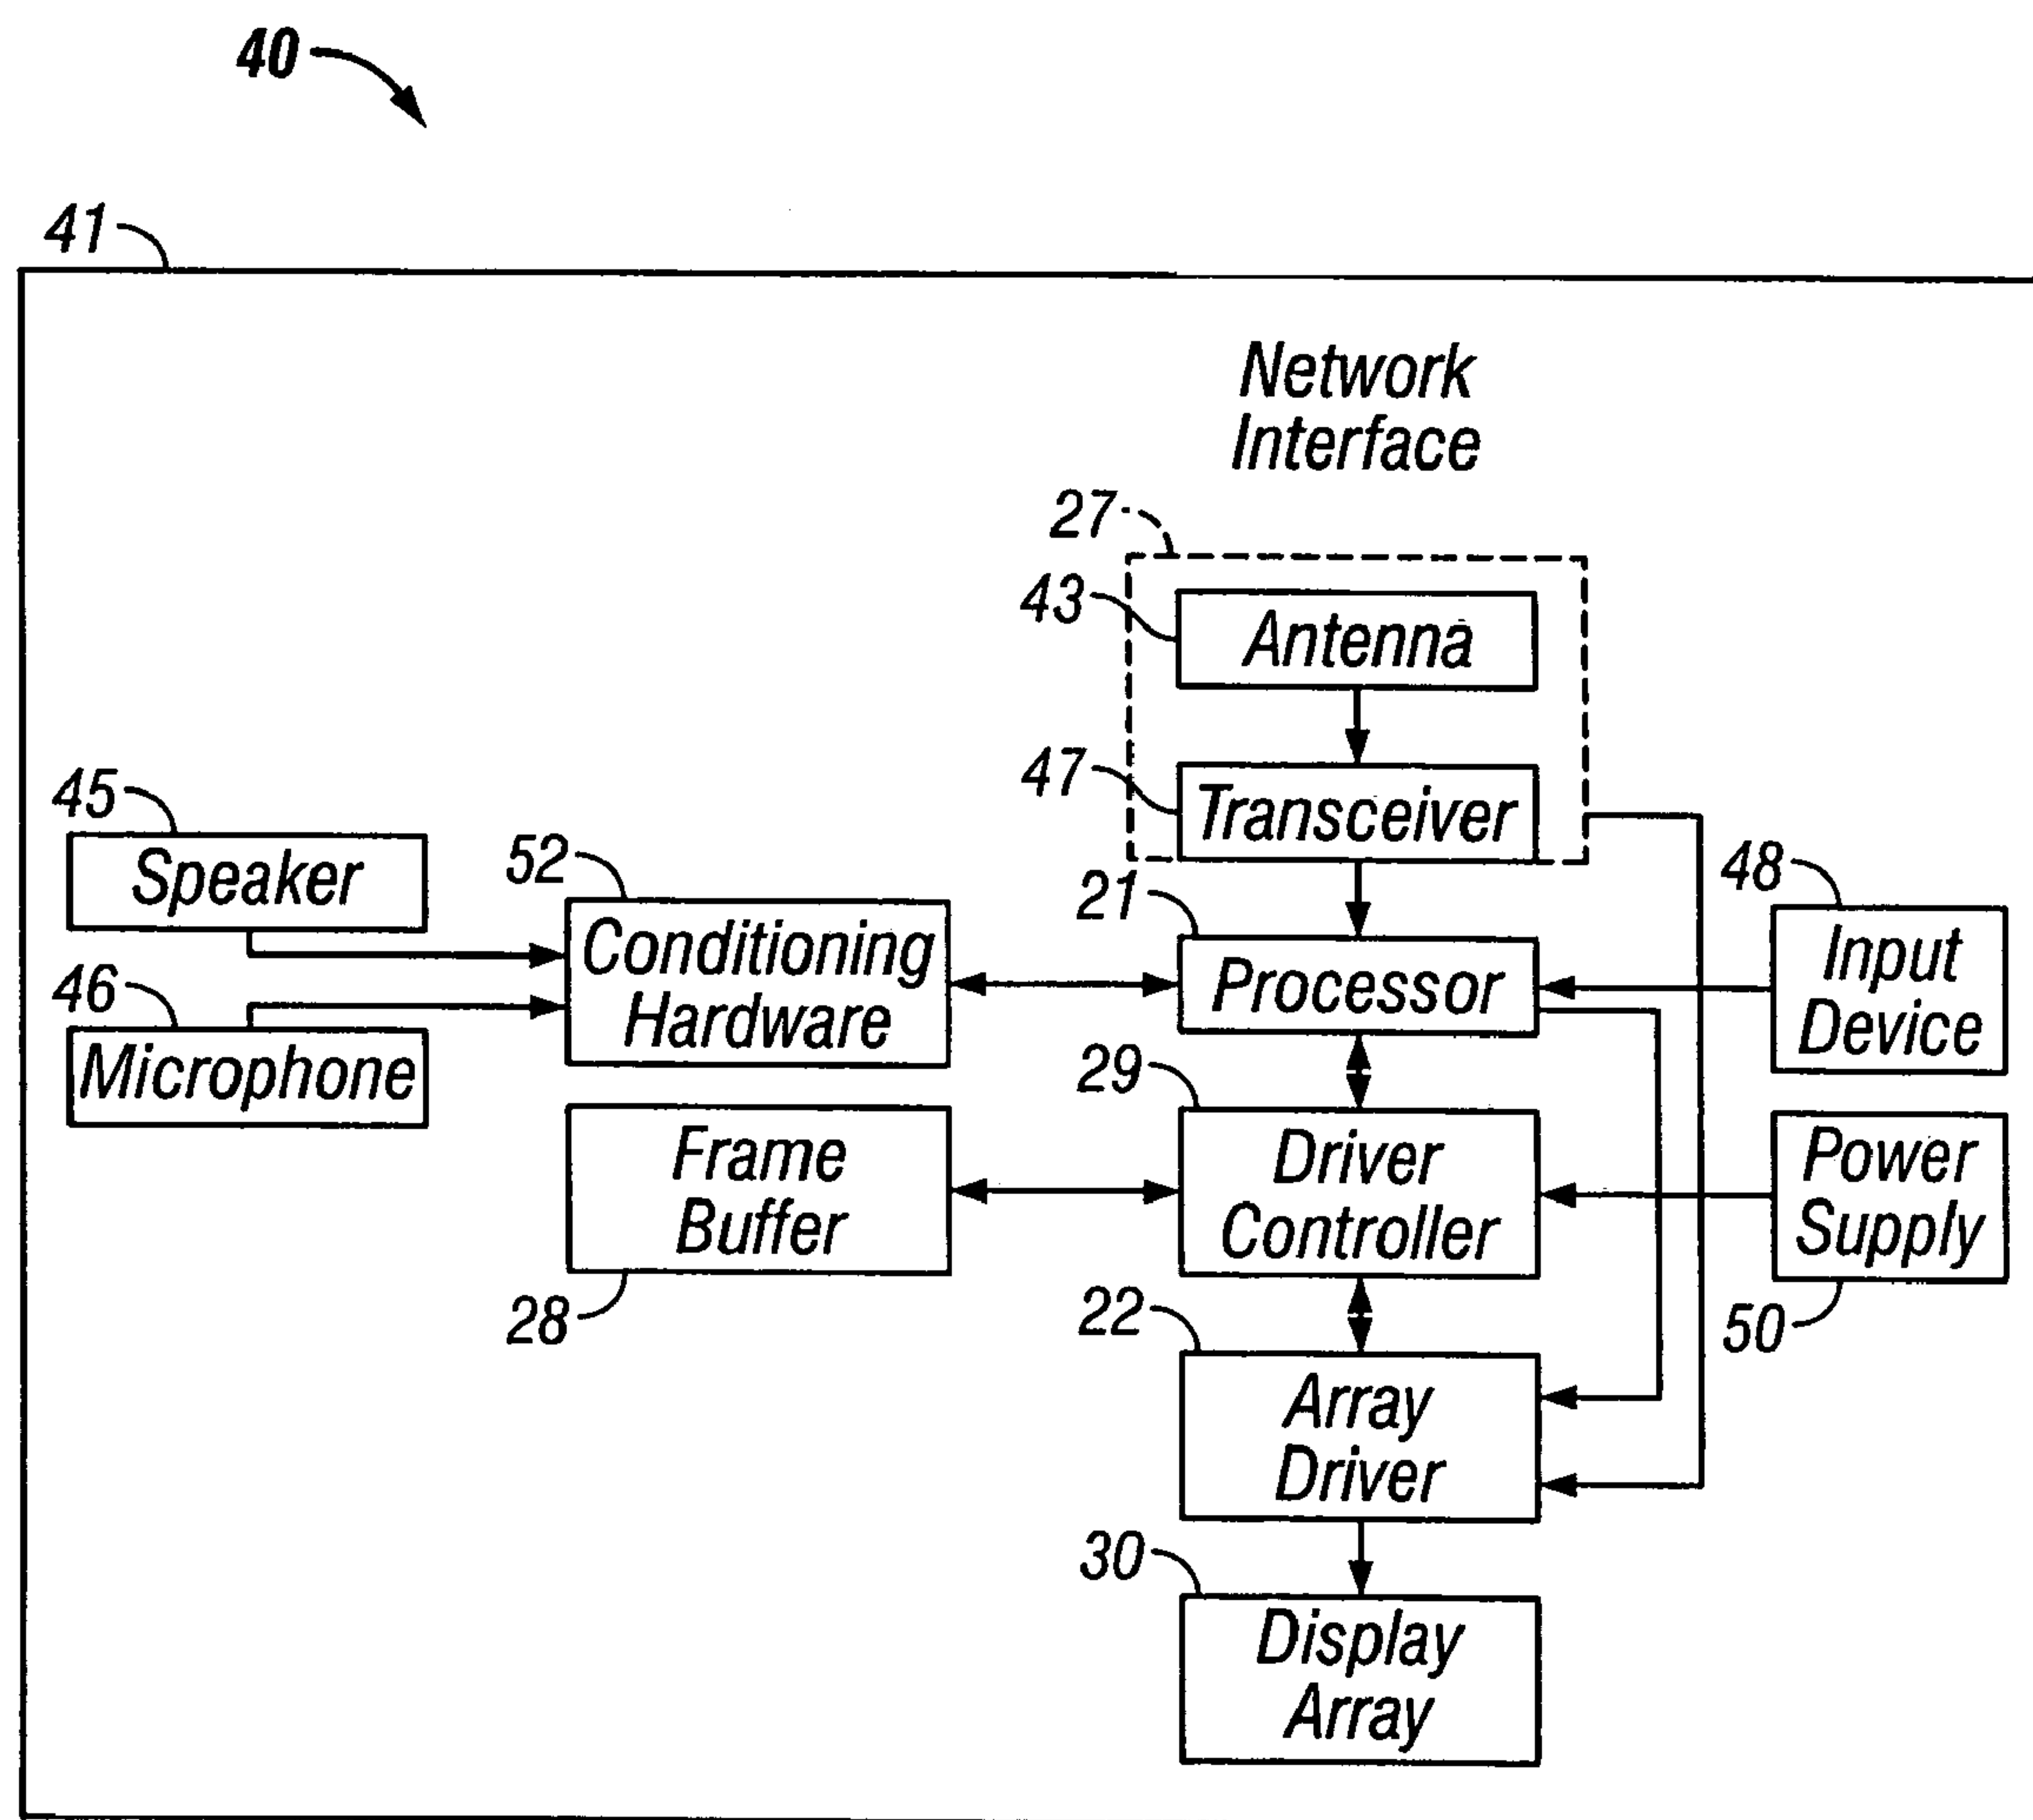 40
41
Network
Interface
27
43
Antenna
47
Transceiver
45
Speaker
52
Conditioning
Hardware
21
Processor
48
Input
Device
46
Microphone
29
Driver
Controller
Frame
Buffer
28
Power
Supply
50
22
Array
Driver
30
Display
Array